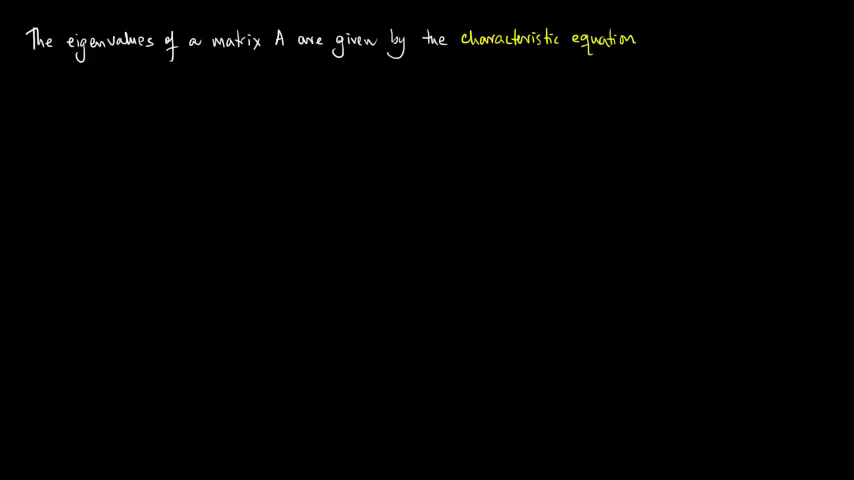 The eigenvalues of a matrix A are given by the characteristic equation